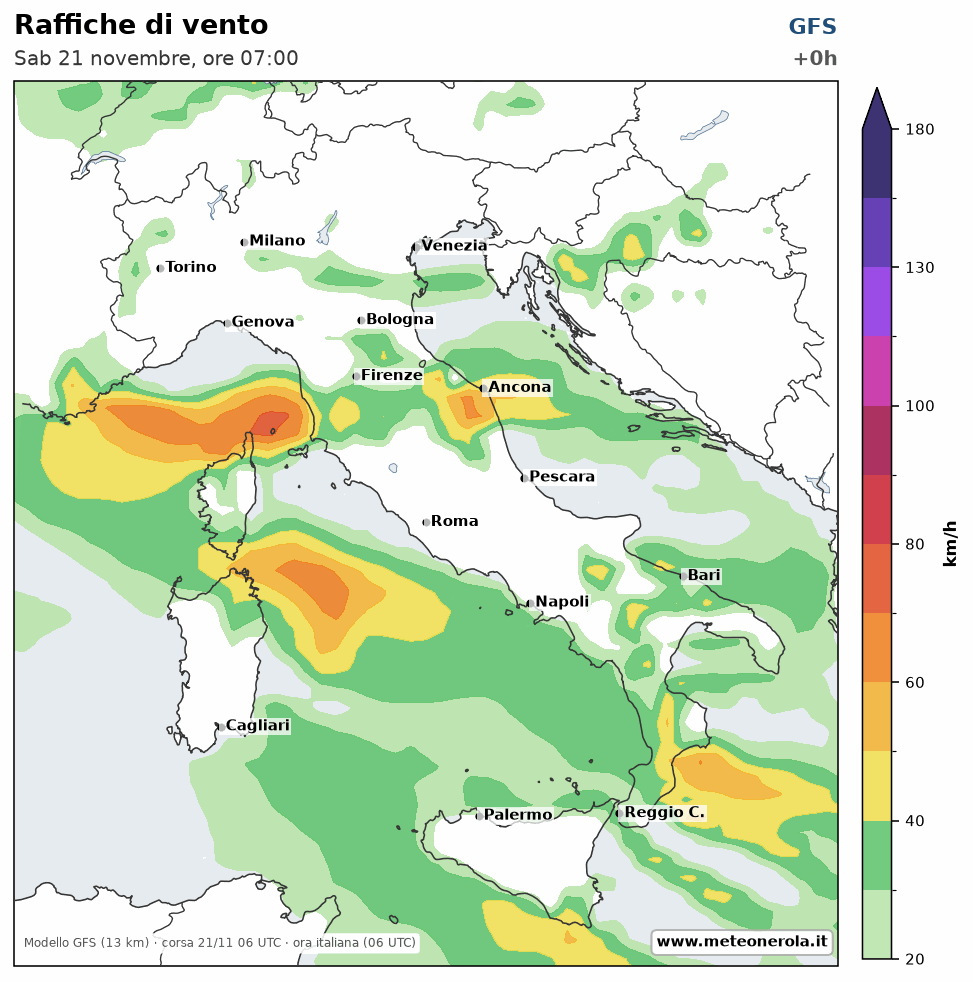 Raffiche di vento
GFS
Sab 21 novembre, ore 07:00
+0h
180
130
100
80
60
40
20
km/h
Milano
Venezia
Torino
Genova
Bologna
Firenze
Ancona
Pescara
Roma
Bari
Napoli
Cagliari
Palermo
Reggio C.
Modello GFS (13 km) · corsa 21/11 06 UTC · ora italiana (06 UTC)
www.meteonerola.it